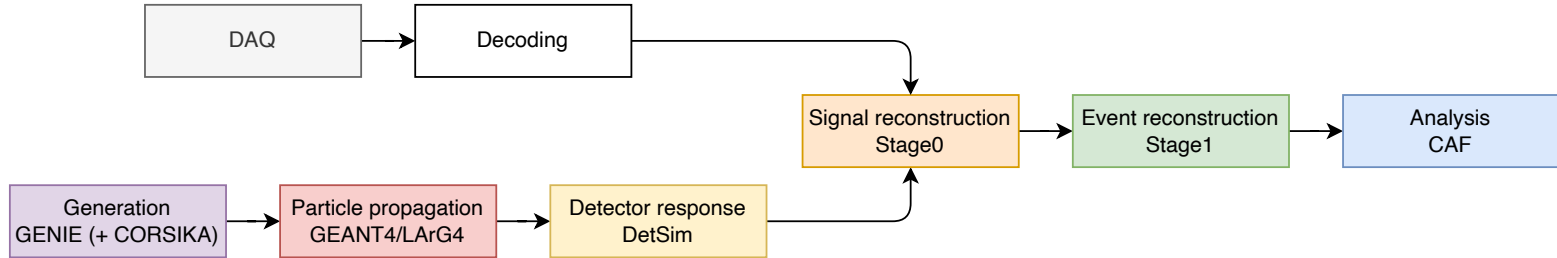 DAQ
Decoding
Signal reconstruction
Stage0
Event reconstruction
Stage1
Analysis
CAF
Generation
GENIE (+ CORSIKA)
Particle propagation
GEANT4/LArG4
Detector response
DetSim